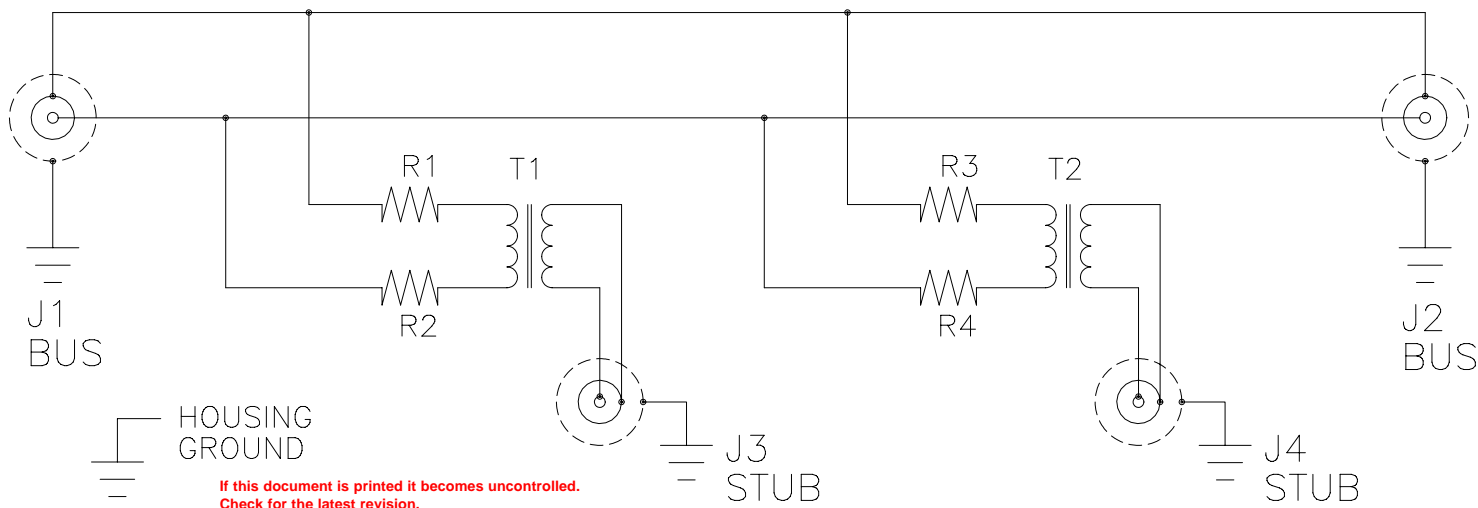 R1
T1
R3
T2
R2
R4
J1
BUS
J2
BUS
HOUSING
GROUND
J3
STUB
J4
STUB
If this document is printed it becomes uncontrolled.
Check for the latest revision.